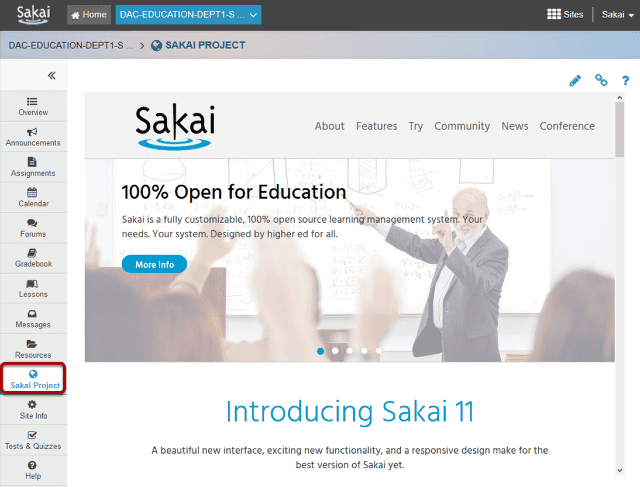 Sakai
Home
DAC-EDUCATION-DEPT1-S ...
Sites
Sakai
DAC-EDUCATION-DEPT1-S ... > SAKAI PROJECT
Overview
Announcements
Assignments
Calendar
Forums
Gradebook
Lessons
Messages
Resources
Sakai Project
Site Info
Tests & Quizzes
Help
?
Sakai
About Features Try Community News Conference
100% Open for Education
Sakai is a fully customizable, 100% open source learning management system. Your
needs. Your system. Designed by higher ed for all.
More Info
Introducing Sakai 11
A beautiful new interface, exciting new functionality, and a responsive design make for the
best version of Sakai yet.